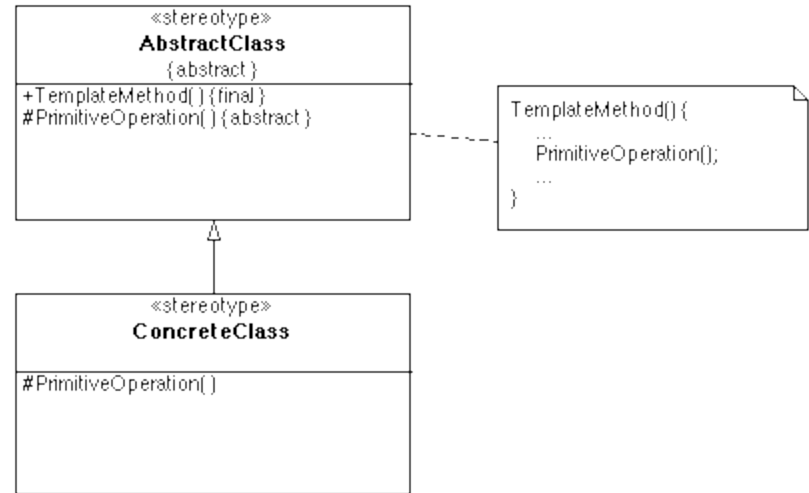 «stereotype»
AbstractClass
{abstract}
+TemplateMethod(){final}
#PrimitiveOperation(){abstract}
TemplateMethod(){
...
PrimitiveOperation();
...
}
«stereotype»
ConcreteClass
#PrimitiveOperation()